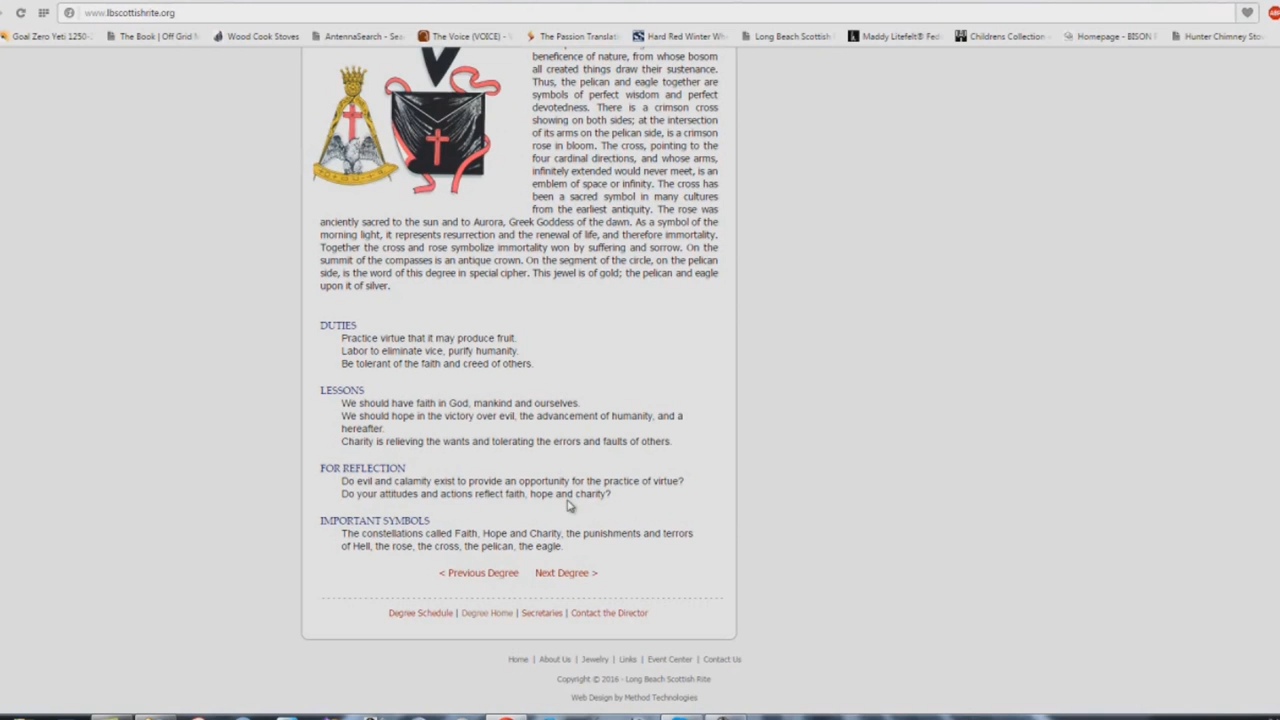 www.lbscottishrite.org
Goal Zero Yeti 1250- The Book | Off Grid Wood Cook Stoves AntennaSearch - Sea The Voice (VOICE) - The Passion Translati Hard Red Winter Wh Long Beach Scottish Maddy Litefelt® Fe Childrens Collection Homepage - BISON Hunter Chimney Sto
beneficence of nature, from whose bosom
all created things draw their sustenance.
Thus, the pelican and eagle together are
symbols of perfect wisdom and perfect
devotedness. There is a crimson cross
showing on both sides; at the intersection
of its arms on the pelican side, is a crimson
rose in bloom. The cross, pointing to the
four cardinal directions, and whose arms,
infinitely extended would never meet, is an
emblem of space or infinity. The cross has
been a sacred symbol in many cultures
from the earliest antiquity. The rose was
anciently sacred to the sun and to Aurora, Greek Goddess of the dawn. As a symbol of the
morning light, it represents resurrection and the renewal of life, and therefore immortality.
Together the cross and rose symbolize immortality won by suffering and sorrow. On the
summit of the compasses is an antique crown. On the segment of the circle, on the pelican
side, is the word of this degree in special cipher. This jewel is of gold; the pelican and eagle
upon it of silver.
DUTIES
Practice virtue that it may produce fruit.
Labor to eliminate vice, purify humanity.
Be tolerant of the faith and creed of others.
LESSONS
We should have faith in God, mankind and ourselves.
We should hope in the victory over evil, the advancement of humanity, and a
hereafter.
Charity is relieving the wants and tolerating the errors and faults of others.
FOR REFLECTION
Do evil and calamity exist to provide an opportunity for the practice of virtue?
Do your attitudes and actions reflect faith, hope and charity?
IMPORTANT SYMBOLS
The constellations called Faith, Hope and Charity, the punishments and terrors
of Hell, the rose, the cross, the pelican, the eagle.
< Previous Degree Next Degree >
Degree Schedule | Degree Home | Secretaries | Contact the Director
Home | About Us | Jewelry | Links | Event Center | Contact Us
Copyright © 2016 - Long Beach Scottish Rite
Web Design by Method Technologies